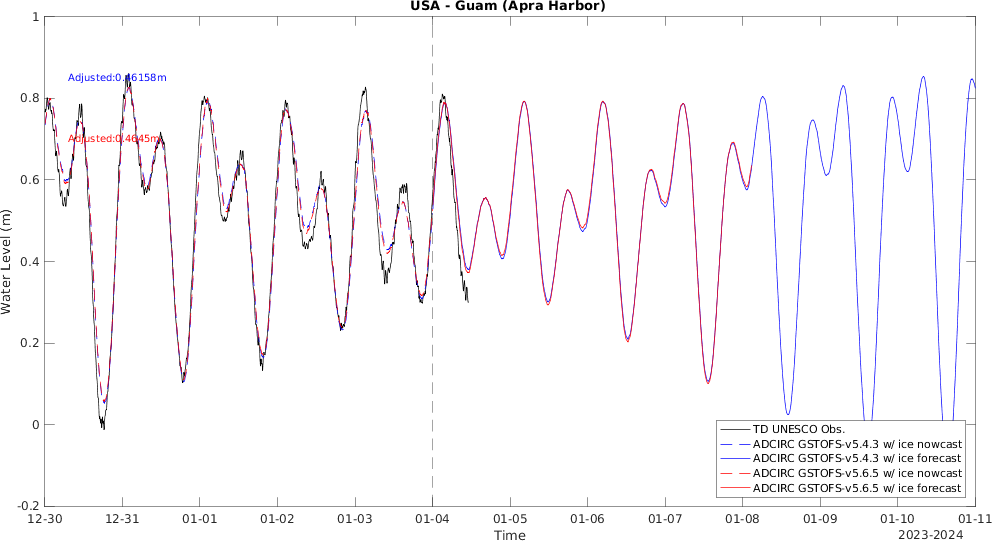 USA - Guam (Apra Harbor)
Water Level (m)
1
0.8
0.6
0.4
0.2
0
-0.2
Adjusted:0.46158m
Adjusted:0.4645m
TD UNESCO Obs.
ADCIRC GSTOFS-v5.4.3 w/ ice nowcast
ADCIRC GSTOFS-v5.4.3 w/ ice forecast
ADCIRC GSTOFS-v5.6.5 w/ ice nowcast
ADCIRC GSTOFS-v5.6.5 w/ ice forecast
12-30 12-31 01-01 01-02 01-03 01-04 01-05 01-06 01-07 01-08 01-09 01-10 01-11
Time
2023-2024